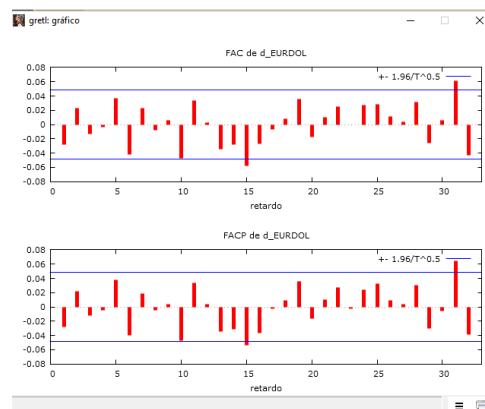 gretl: gráfico
FAC de d_EURDOL
+- 1.96/T^0.5
0.08
0.06
0.04
0.02
0
-0.02
-0.04
-0.06
-0.08
0 5 10 15 20 25 30
retardo
FACP de d_EURDOL
+- 1.96/T^0.5
0.08
0.06
0.04
0.02
0
-0.02
-0.04
-0.06
-0.08
0 5 10 15 20 25 30
retardo